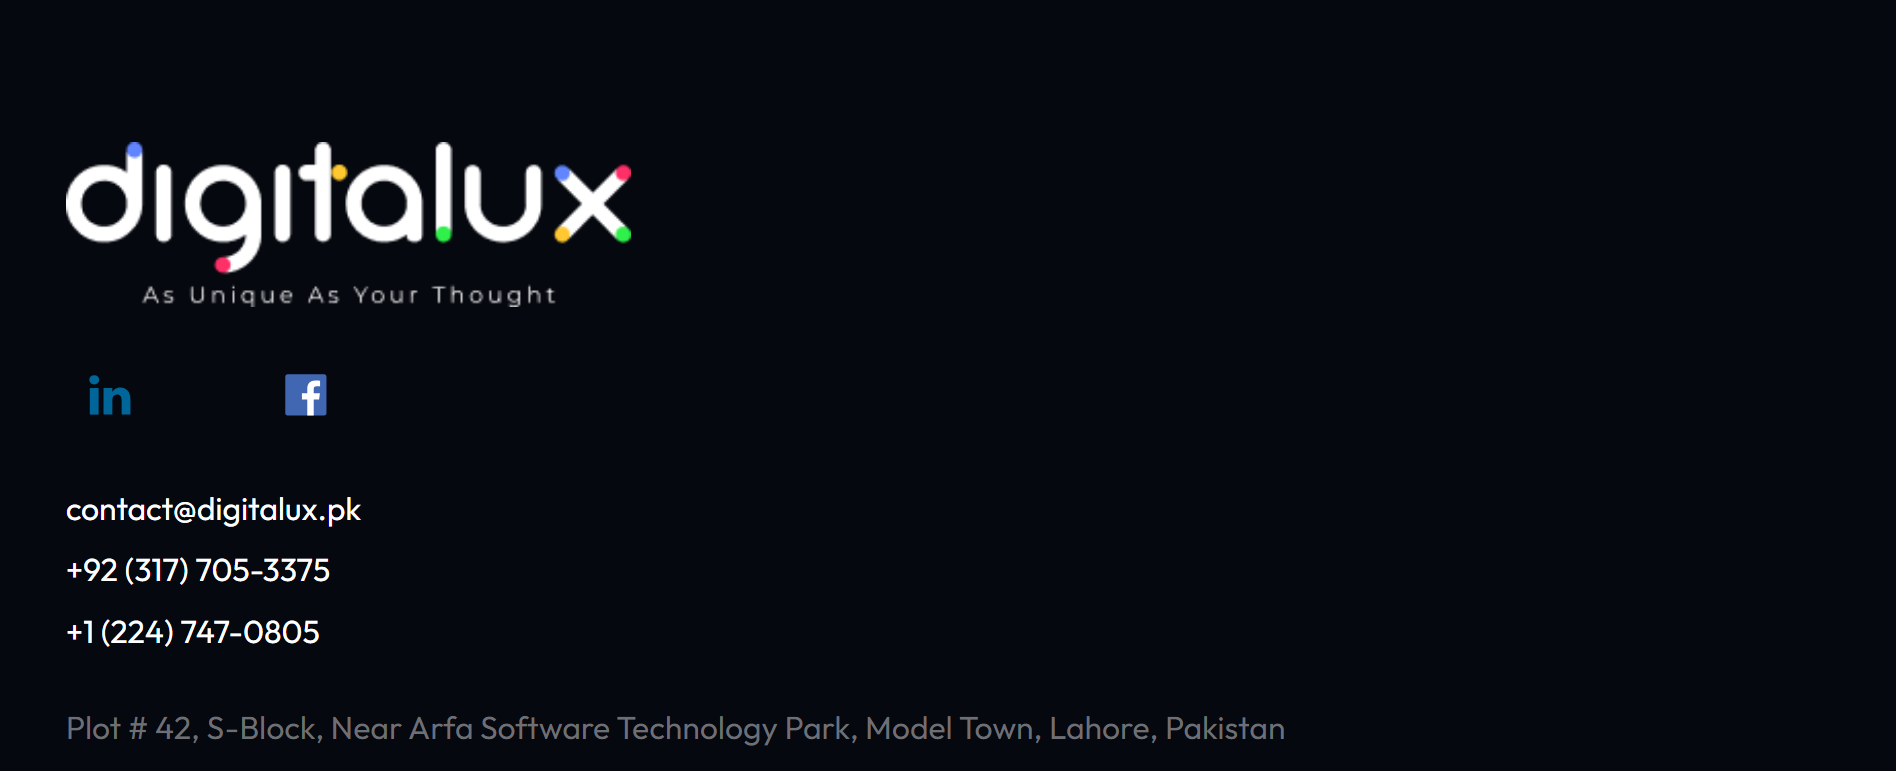 digitalux
As Unique As Your Thought
in f
contact@digitalux.pk
+92 (317) 705-3375
+1 (224) 747-0805
Plot # 42, S-Block, Near Arfa Software Technology Park, Model Town, Lahore, Pakistan